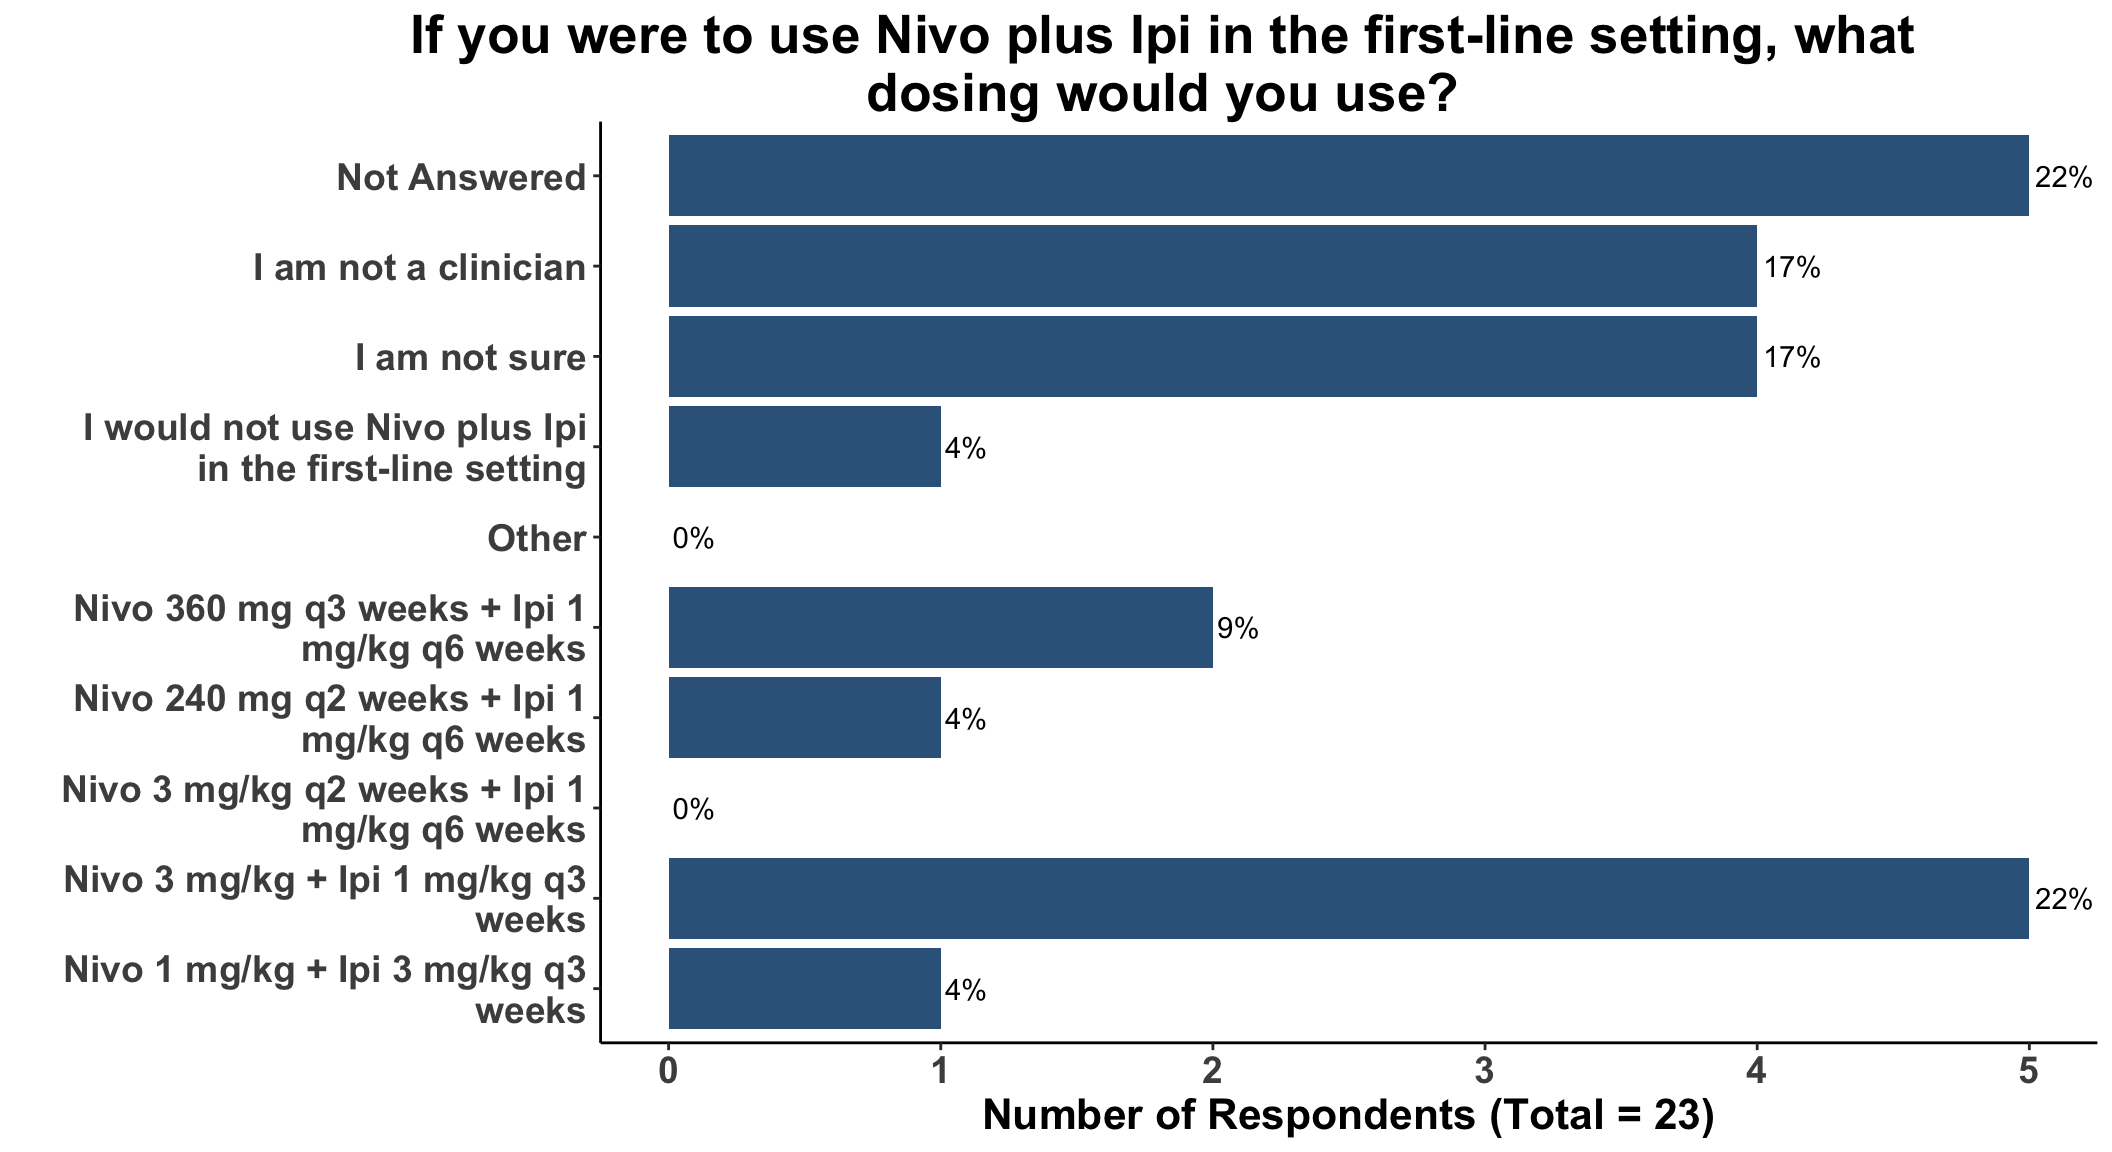 If you were to use Nivo plus Ipi in the first-line setting, what
dosing would you use?
Not Answered
22%
I am not a clinician
17%
I am not sure
17%
I would not use Nivo plus Ipi
in the first-line setting
4%
Other
0%
Nivo 360 mg q3 weeks + Ipi 1
mg/kg q6 weeks
9%
Nivo 240 mg q2 weeks + Ipi 1
mg/kg q6 weeks
4%
Nivo 3 mg/kg q2 weeks + Ipi 1
mg/kg q6 weeks
0%
Nivo 3 mg/kg + Ipi 1 mg/kg q3
weeks
22%
Nivo 1 mg/kg + Ipi 3 mg/kg q3
weeks
4%
0 1 2 3 4 5
Number of Respondents (Total = 23)